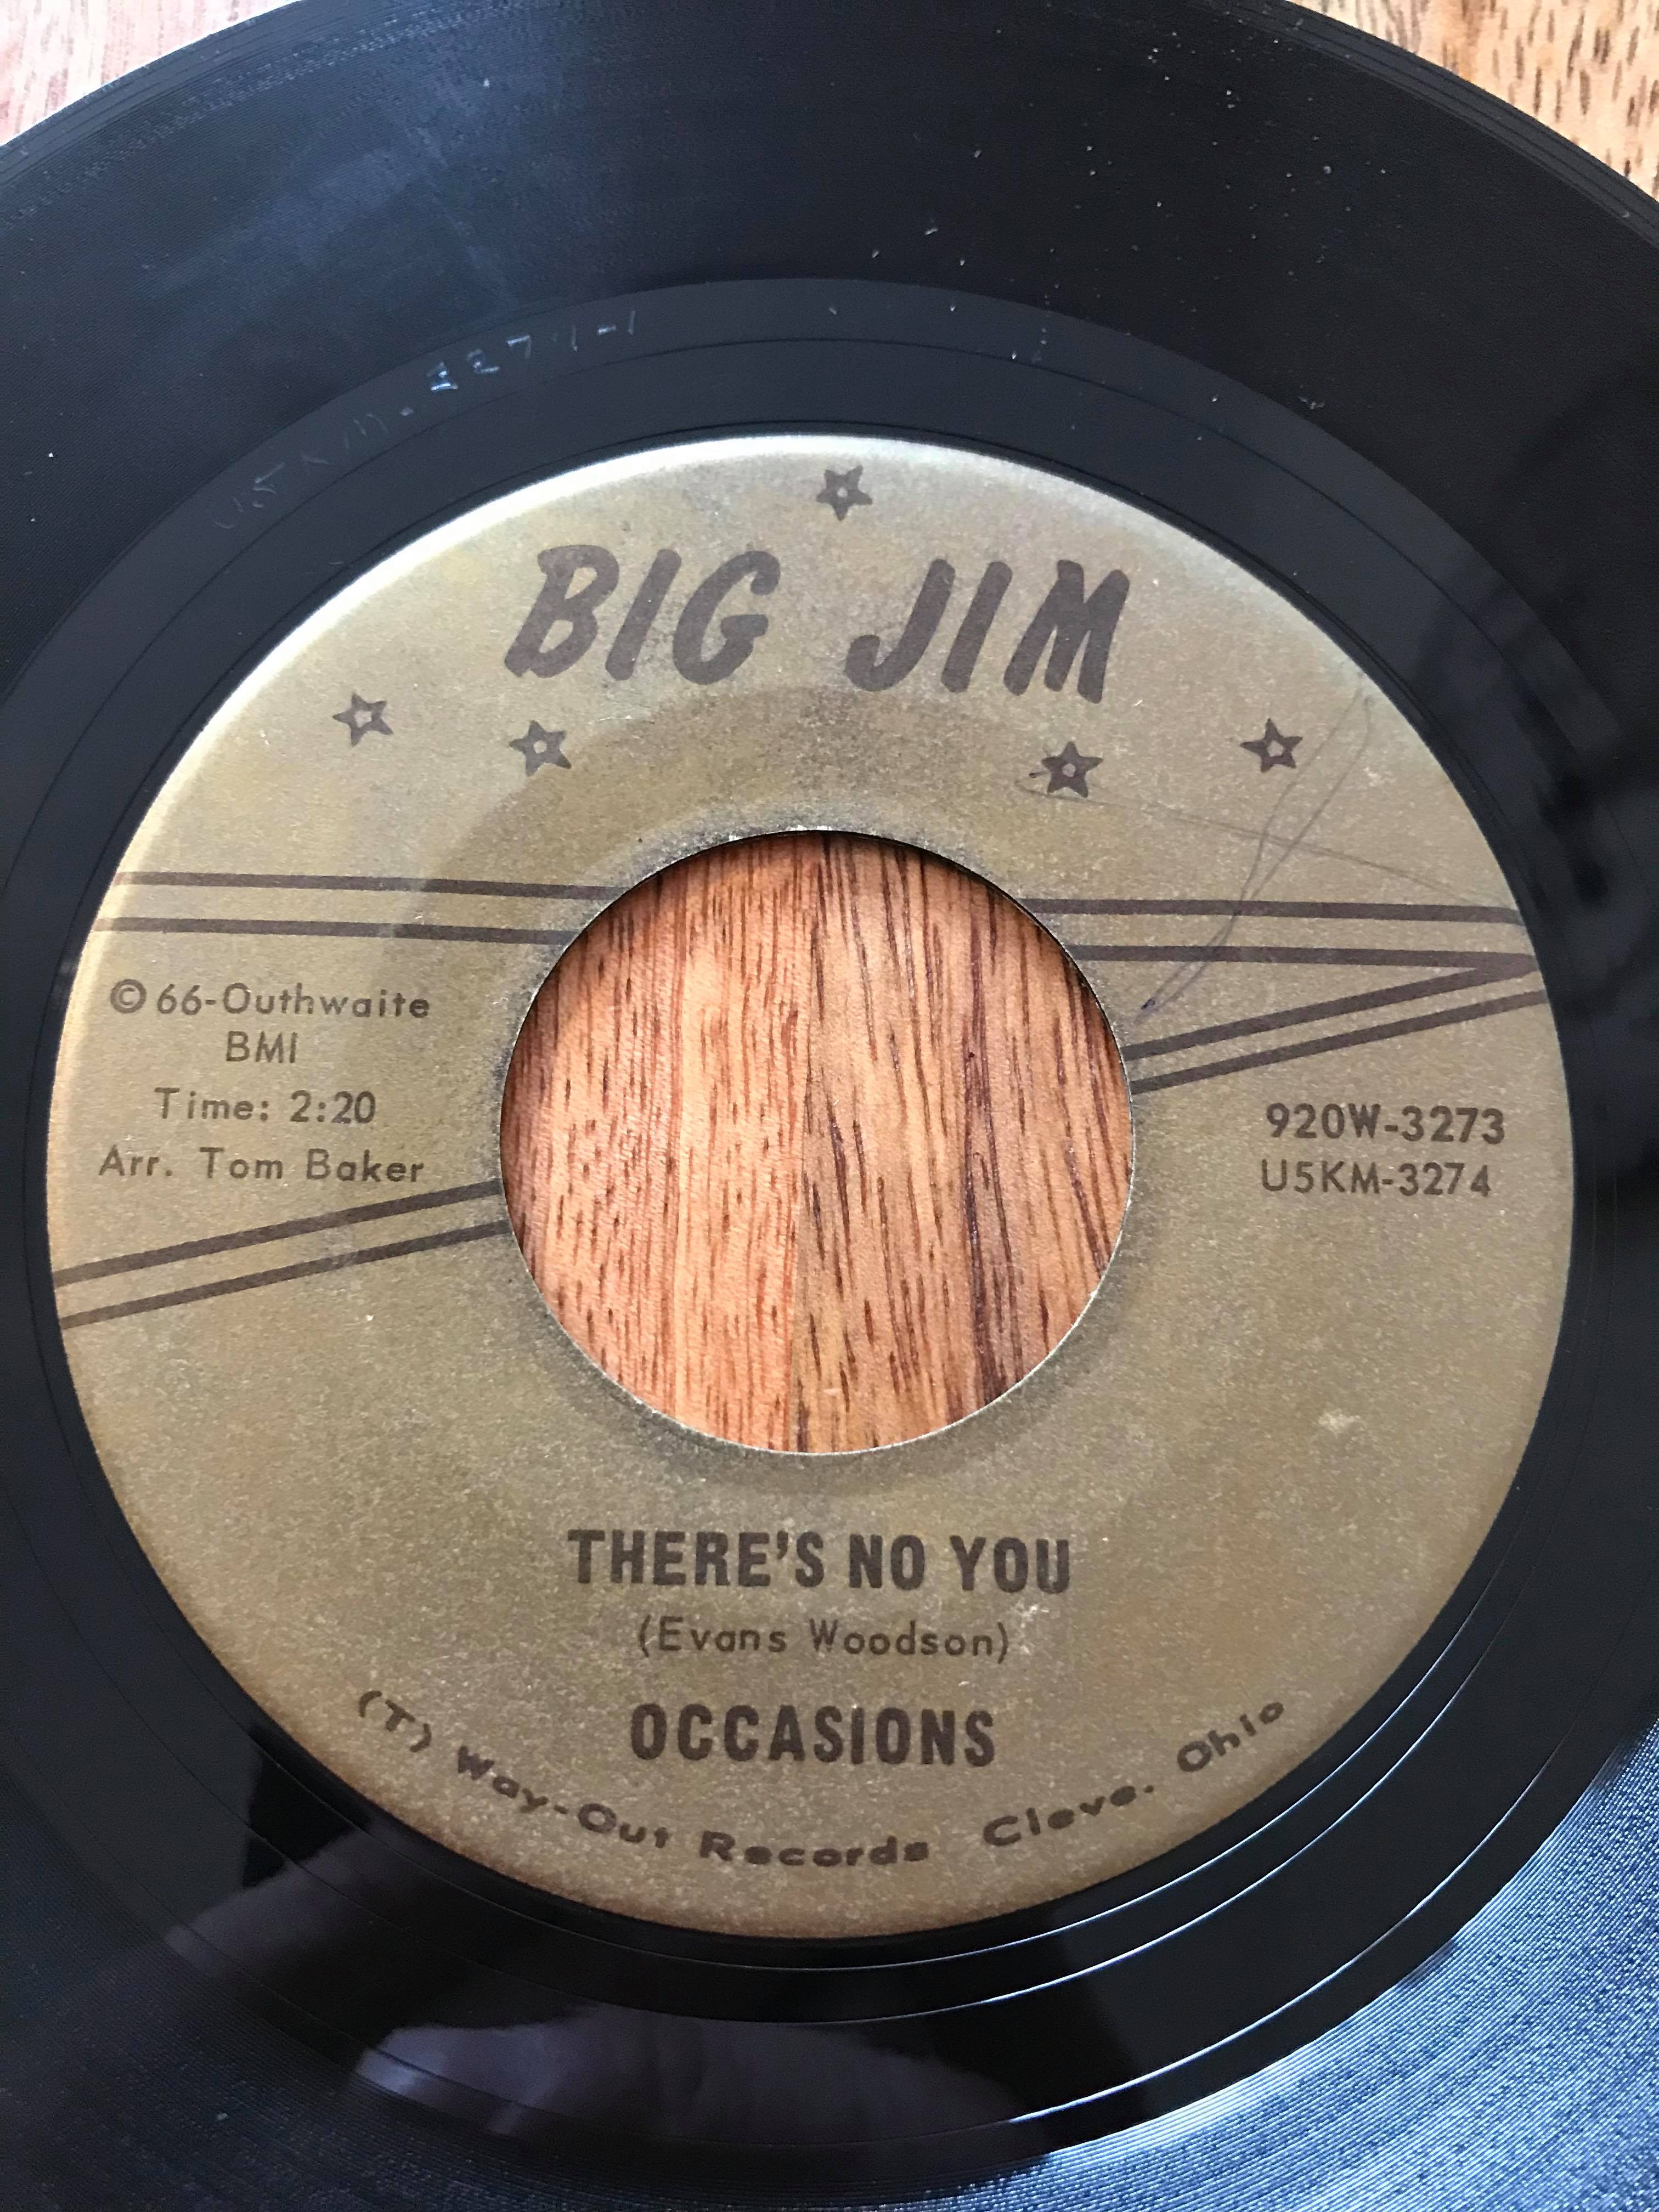 BIG JIM
© 66-Outhwaite
BMI
Time: 2:20
Arr. Tom Baker
920W-3273
U5KM-3274
THERE'S NO YOU
(Evans Woodson)
OCCASIONS
(T) Way-Out Records Cleve. Ohio